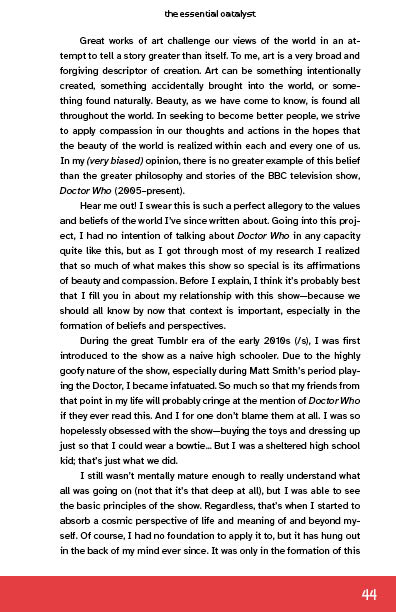 the essential catalyst
Great works of art challenge our views of the world in an at-
tempt to tell a story greater than itself. To me, art is a very broad and
forgiving descriptor of creation. Art can be something intentionally
created, something accidentally brought into the world, or some-
thing found naturally. Beauty, as we have come to know, is found all
throughout the world. In seeking to become better people, we strive
to apply compassion in our thoughts and actions in the hopes that
the beauty of the world is realized within each and every one of us.
In my (very biased) opinion, there is no greater example of this belief
than the greater philosophy and stories of the BBC television show,
Doctor Who (2005–present).
Hear me out! I swear this is such a perfect allegory to the values
and beliefs of the world I’ve since written about. Going into this proj-
ect, I had no intention of talking about Doctor Who in any capacity
quite like this, but as I got through most of my research I realized
that so much of what makes this show so special is its affirmations
of beauty and compassion. Before I explain, I think it’s probably best
that I fill you in about my relationship with this show—because we
should all know by now that context is important, especially in the
formation of beliefs and perspectives.
During the great Tumblr era of the early 2010s (/s), I was first
introduced to the show as a naive high schooler. Due to the highly
goofy nature of the show, especially during Matt Smith’s period play-
ing the Doctor, I became infatuated. So much so that my friends from
that point in my life will probably cringe at the mention of Doctor Who
if they ever read this. And I for one don’t blame them at all. I was so
hopelessly obsessed with the show—buying the toys and dressing up
just so that I could wear a bowtie... But I was a sheltered high school
kid; that’s just what we did.
I still wasn’t mentally mature enough to really understand what
all was going on (not that it’s that deep at all), but I was able to see
the basic principles of the show. Regardless, that’s when I started to
absorb a cosmic perspective of life and meaning of and beyond my-
self. Of course, I had no foundation to apply it to, but it has hung out
in the back of my mind ever since. It was only in the formation of this
44